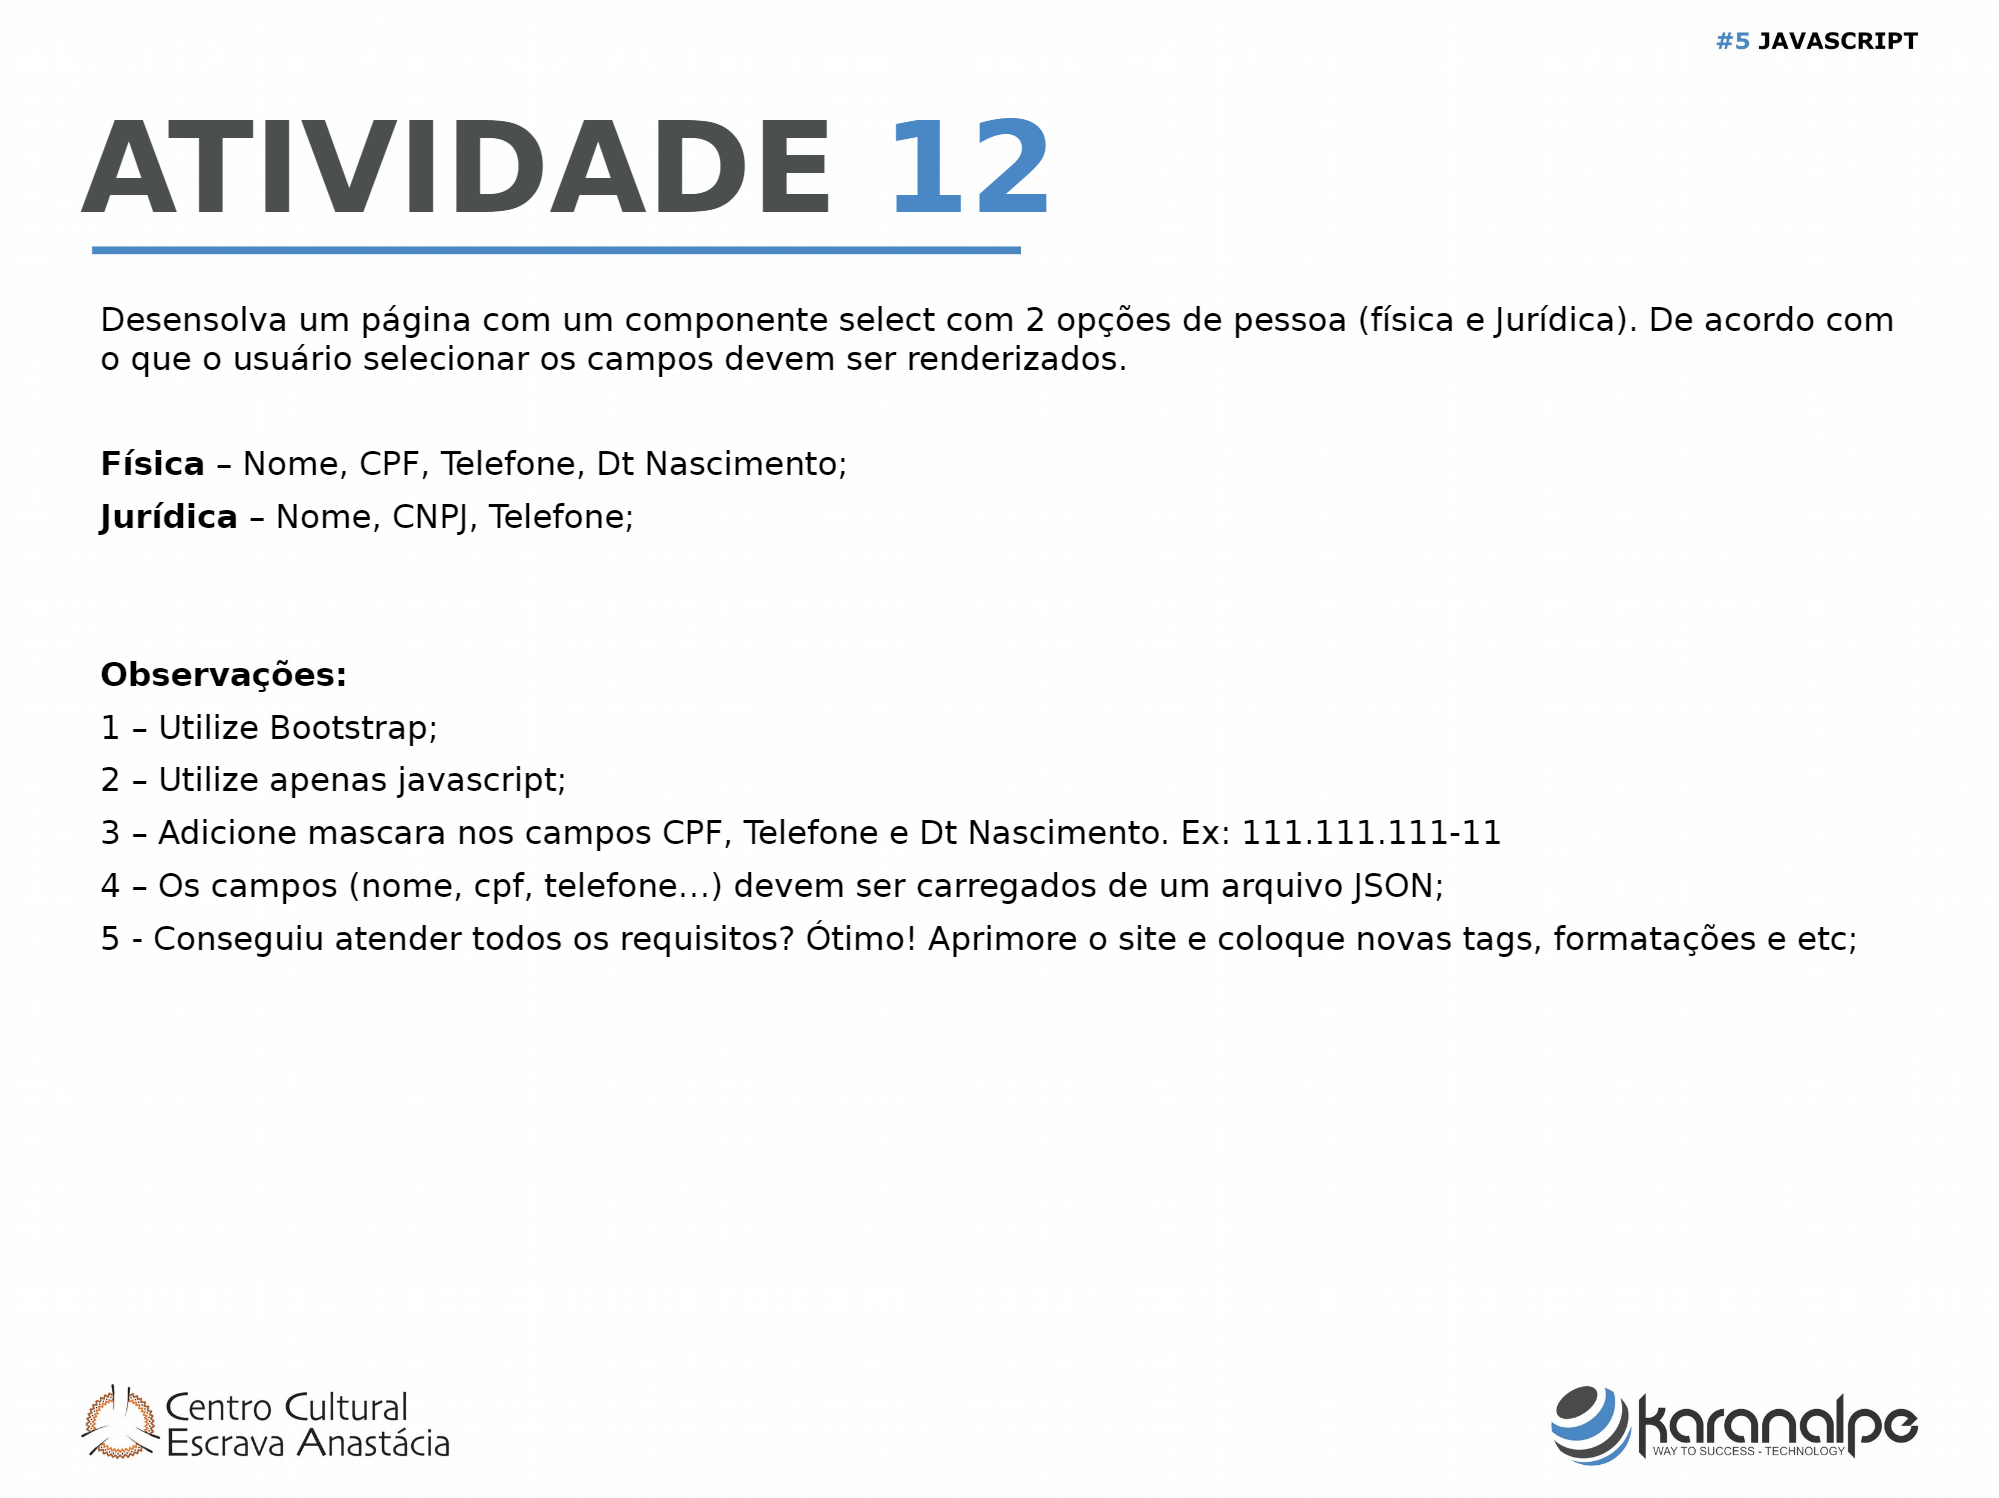 #5 JAVASCRIPT
ATIVIDADE 12
Desensolva um página com um componente select com 2 opções de pessoa (física e Jurídica). De acordo com
o que o usuário selecionar os campos devem ser renderizados.
Física – Nome, CPF, Telefone, Dt Nascimento;
Jurídica – Nome, CNPJ, Telefone;
Observações:
1 – Utilize Bootstrap;
2 – Utilize apenas javascript;
3 – Adicione mascara nos campos CPF, Telefone e Dt Nascimento. Ex: 111.111.111-11
4 – Os campos (nome, cpf, telefone…) devem ser carregados de um arquivo JSON;
5 - Conseguiu atender todos os requisitos? Ótimo! Aprimore o site e coloque novas tags, formatações e etc;
Centro Cultural
Escrava Anastácia
karanalpe
WAY TO SUCCESS - TECHNOLOGY